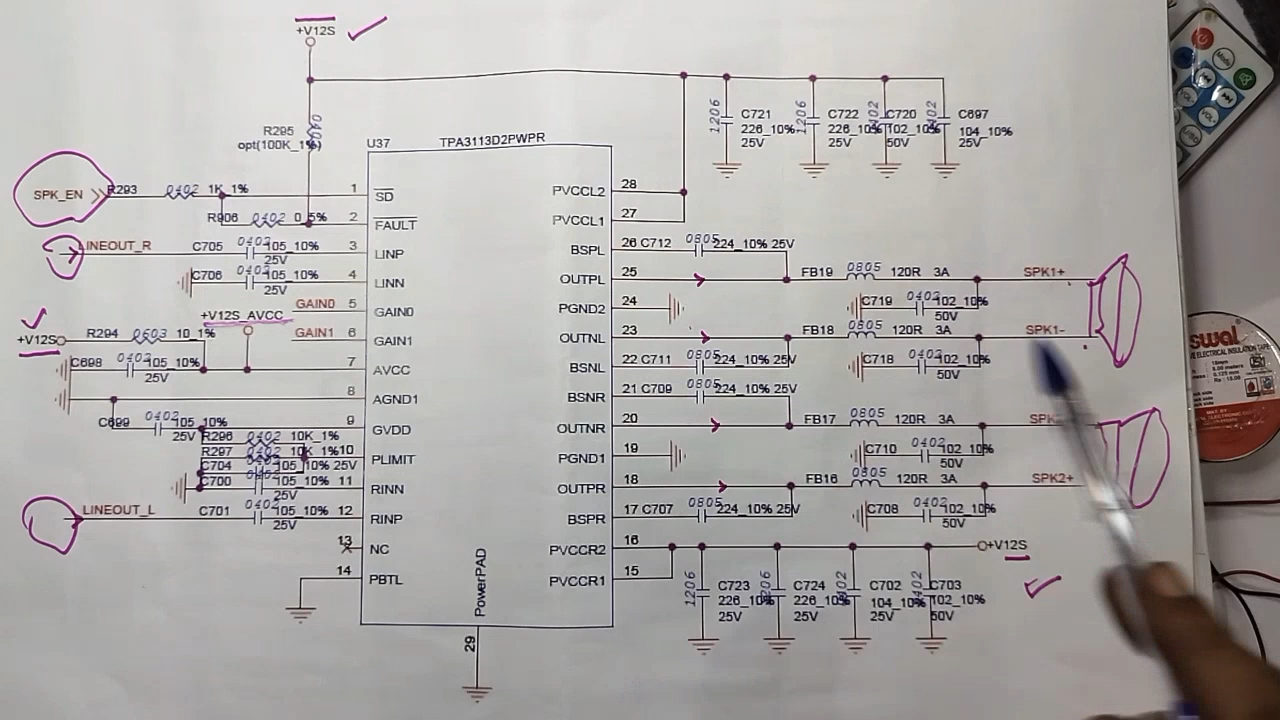 +V12S
R295
opt(100K_1%)
U37
TPA3113D2PWPR
1206
C721
226_10%
25V
1206
C722
226_10%
25V
C720
102_10%
50V
C697
104_10%
25V
SPK_EN
R293
0402
1K_1%
1
SD
R906
0402
0_5%
2
FAULT
LINEOUT_R
C705
0402
105_10%
25V
3
LINP
C706
0402
105_10%
25V
4
LINN
GAIN0
5
GAIN0
+V12S_AVCC
GAIN1
6
GAIN1
+V12S
R294
0603
10_1%
C698
0402
105_10%
25V
7
AVCC
8
AGND1
C699
0402
105_10%
25V
9
GVDD
R296
0402
10K_1%
R297
10K_1%
10
PLIMIT
C704
105_10% 25V
C700
105_10%
25V
11
RINN
LINEOUT_L
C701
0402
105_10%
25V
12
RINP
13
NC
14
PBTL
PowerPAD
29
PVCCL2
28
PVCCL1
27
BSPL
26
C712
0805
224_10% 25V
OUTPL
25
FB19
0805
120R
3A
SPK1+
PGND2
24
C719
0402
102_10%
50V
OUTNL
23
FB18
0805
120R
3A
SPK1-
BSNL
22
C711
0805
224_10% 25V
C718
0402
102_10%
50V
BSNR
21
C709
0805
224_10% 25V
OUTNR
20
FB17
0805
120R
3A
PGND1
19
C710
0402
102_10%
50V
OUTPR
18
FB16
0805
120R
3A
SPK2+
BSPR
17
C707
0805
224_10% 25V
C708
0402
102_10%
50V
PVCCR2
16
+V12S
PVCCR1
15
1206
C723
226_10%
25V
C724
226_10%
25V
C702
104_10%
25V
C703
102_10%
50V
Mode
VOL+
swal
ELECTRICAL INSULATION TAPE